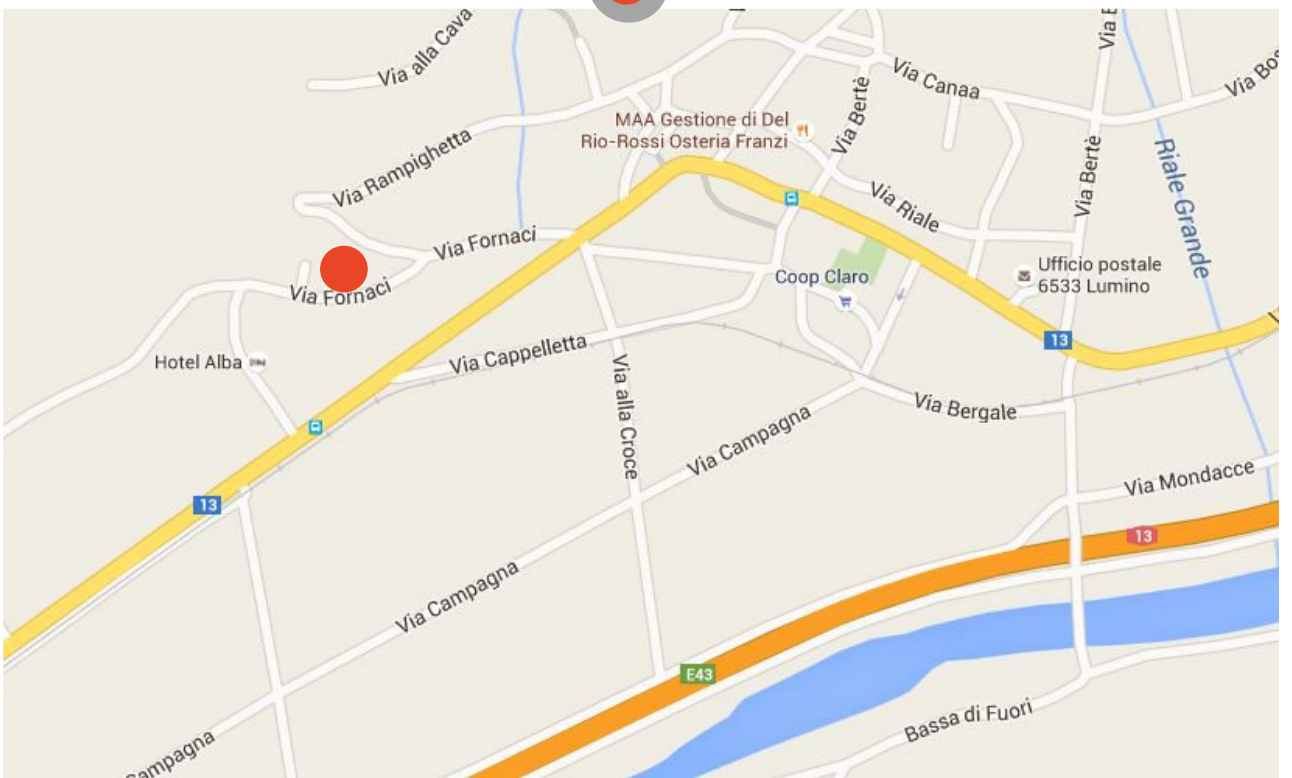 Via alla Cava
Via B
Via Canaa
Via Bos
MAA Gestione di Del
Rio-Rossi Osteria Franzi
Via Bertè
Via Rampighetta
Via Bertè
Riale Grande
Via Riale
Via Fornaci
Ufficio postale
6533 Lumino
Coop Claro
Via Fornaci
13
Hotel Alba
Via Cappelletta
Via alla Croce
Via Bergale
Via Campagna
Via Mondacce
13
13
Via Campagna
E43
Bassa di Fuori
ampagna